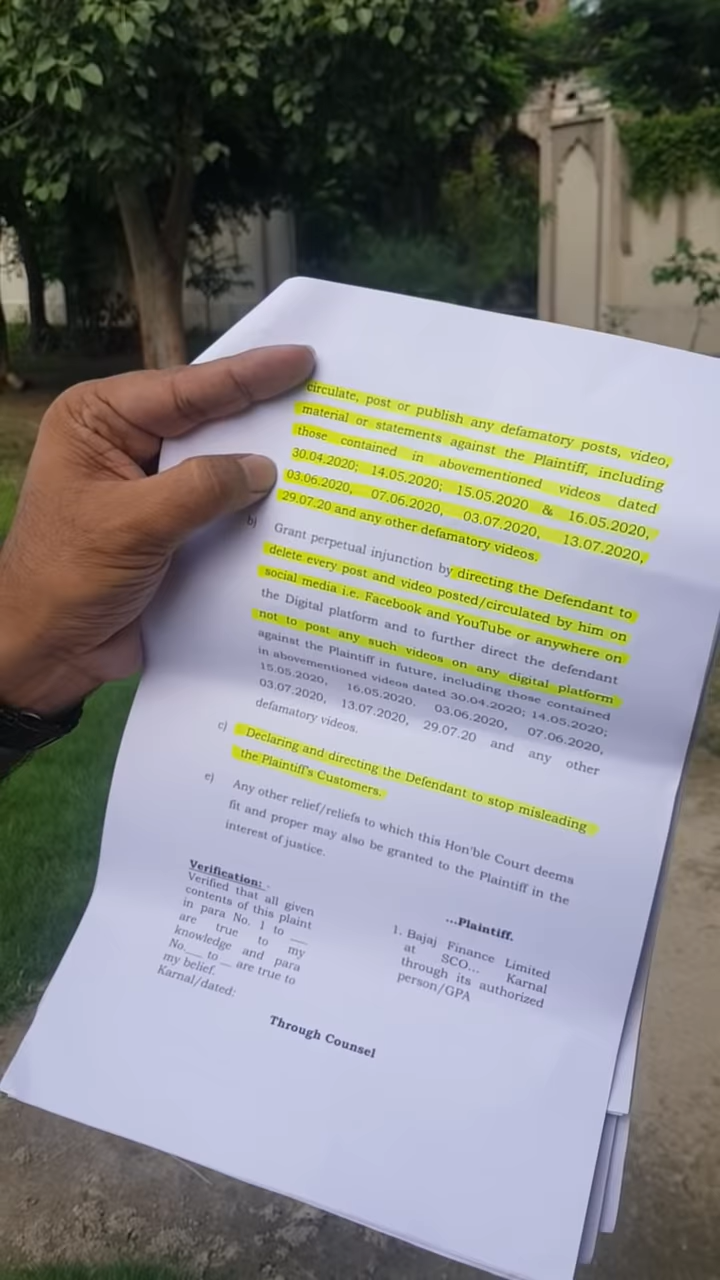 circulate, post or publish any defamatory posts, video,
material or statements against the Plaintiff, including
those contained in abovementioned videos dated
30.04.2020; 14.05.2020; 15.05.2020 & 16.05.2020,
03.06.2020, 07.06.2020, 03.07.2020, 13.07.2020,
29.07.20 and any other defamatory videos.
b) Grant perpetual injunction by directing the Defendant to
delete every post and video posted/circulated by him on
social media i.e. Facebook and YouTube or anywhere on
the Digital platform and to further direct the defendant
not to post any such videos on any digital platform
against the Plaintiff in future, including those contained
in abovementioned videos dated 30.04.2020; 14.05.2020;
15.05.2020, 16.05.2020, 03.06.2020, 07.06.2020,
03.07.2020, 13.07.2020, 29.07.20 and any other
defamatory videos.
c) Declaring and directing the Defendant to stop misleading
the Plaintiff's Customers.
e) Any other relief/reliefs to which this Hon'ble Court deems
fit and proper may also be granted to the Plaintiff in the
interest of justice.
Verification: -
Verified that all given
contents of this plaint
in para No. 1 to __
are true to my
knowledge and para
No.__ to __ are true to
my belief.
Karnal/dated:
...Plaintiff.
1. Bajaj Finance Limited
at SCO... Karnal
through its authorized
person/GPA
Through Counsel